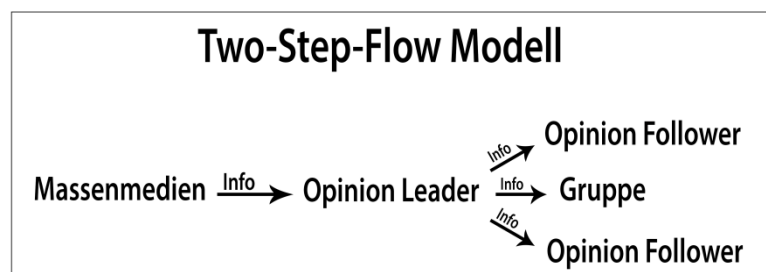 Two-Step-Flow Modell
Info Opinion Follower
Massenmedien Info Opinion Leader Info Gruppe
Info Opinion Follower